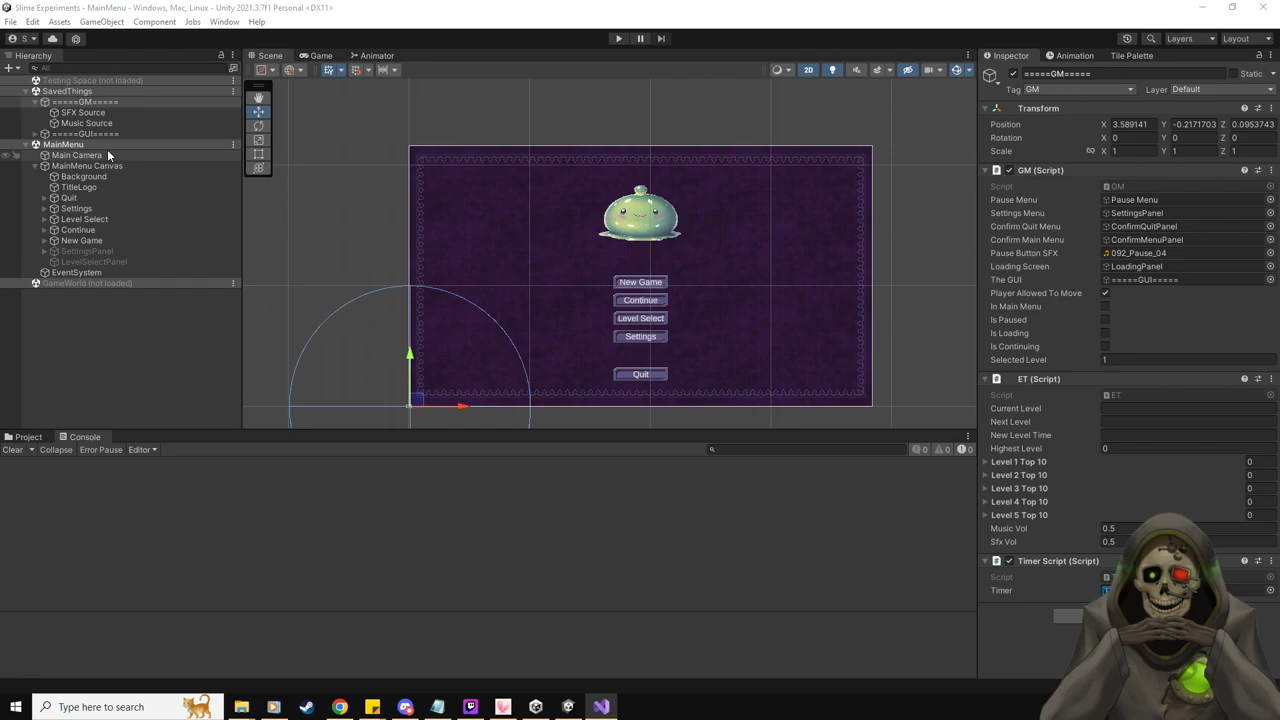 Slime Experiments - MainMenu - Windows, Mac, Linux - Unity 2021.3.7f1 Personal <DX11>
File Edit Assets GameObject Component Jobs Window Help
S Layers Layout
Hierarchy
All
Testing Space (not loaded)
SavedThings
=====GM=====
SFX Source
Music Source
=====GUI=====
MainMenu
Main Camera
MainMenu Canvas
Background
TitleLogo
Quit
Settings
Level Select
Continue
New Game
SettingsPanel
LevelSelectPanel
EventSystem
GameWorld (not loaded)
Scene Game Animator
2D
New Game
Continue
Level Select
Settings
Quit
Project Console
Clear Collapse Error Pause Editor
0 0 0
Inspector Animation Tile Palette
=====GM===== Static
Tag GM Layer Default
Transform
Position X 3.589141 Y -0.2171703 Z 0.0953743
Rotation X 0 Y 0 Z 0
Scale X 1 Y 1 Z 1
GM (Script)
Script GM
Pause Menu Pause Menu
Settings Menu SettingsPanel
Confirm Quit Menu ConfirmQuitPanel
Confirm Main Menu ConfirmMenuPanel
Pause Button SFX 092_Pause_04
Loading Screen LoadingPanel
The GUI =====GUI=====
Player Allowed To Move
In Main Menu
Is Paused
Is Loading
Is Continuing
Selected Level 1
ET (Script)
Script ET
Current Level
Next Level
New Level Time
Highest Level 0
Level 1 Top 10 0
Level 2 Top 10 0
Level 3 Top 10 0
Level 4 Top 10 0
Level 5 Top 10 0
Music Vol 0.5
Sfx Vol 0.5
Timer Script (Script)
Script
Timer
Type here to search